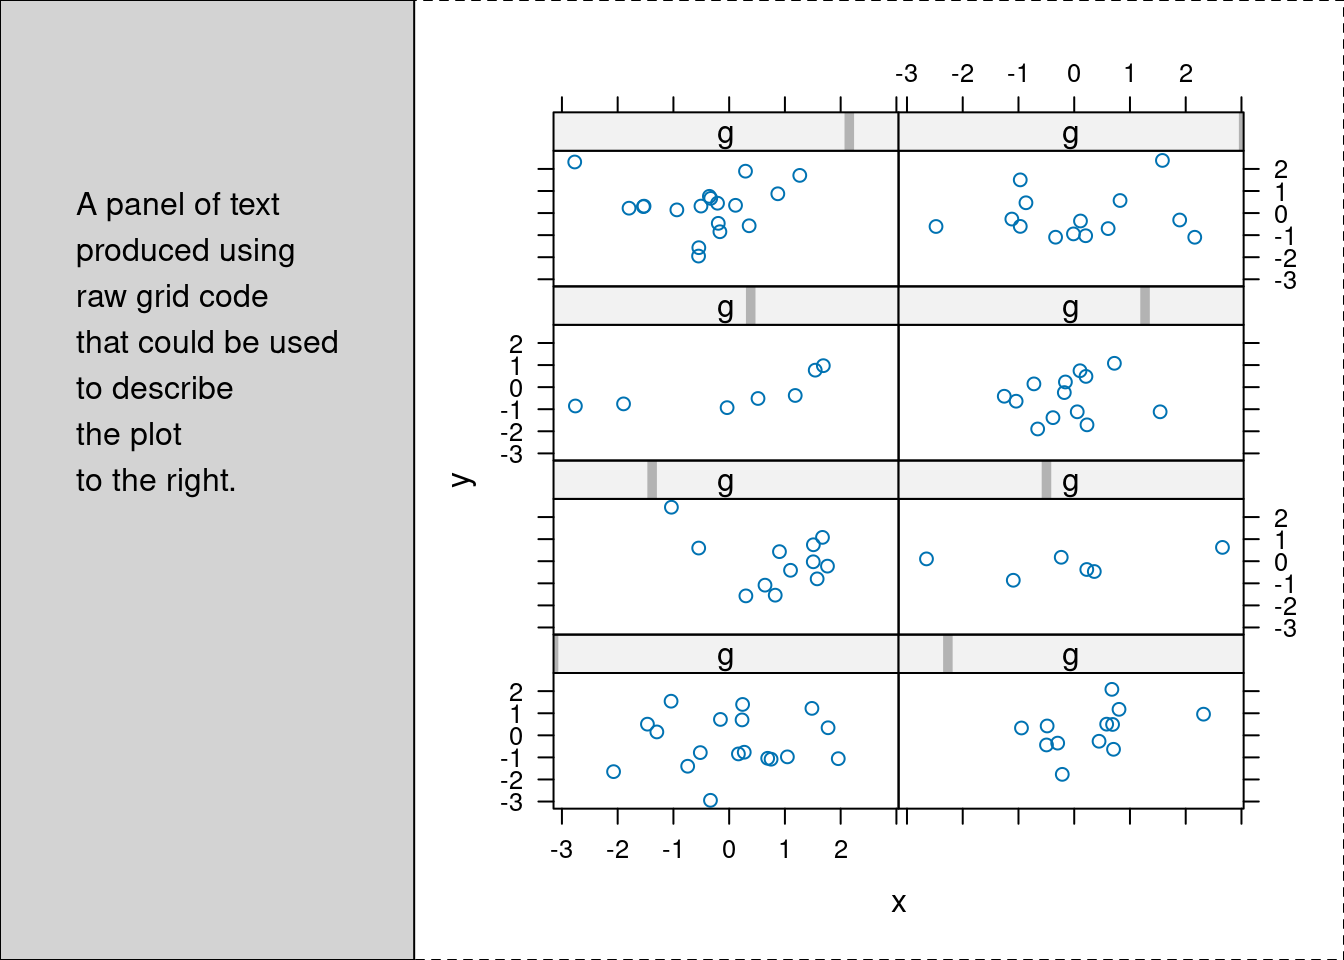 A panel of text
produced using
raw grid code
that could be used
to describe
the plot
to the right.
-3 -2 -1 0 1 2
g g
2
1
0
-1
-2
-3
g g
2
1
0
-1
-2
-3
y
g g
2
1
0
-1
-2
-3
g g
2
1
0
-1
-2
-3
-3 -2 -1 0 1 2
x